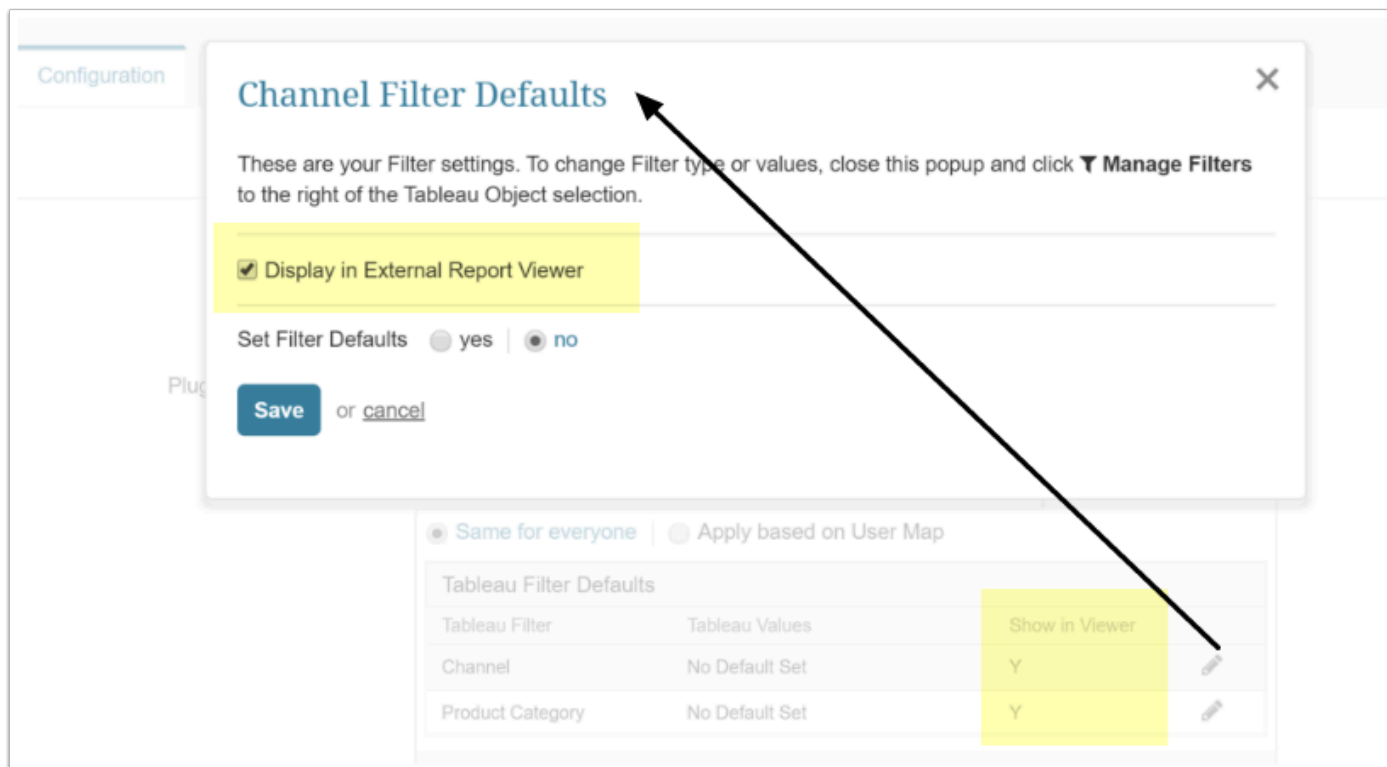 Configuration
Channel Filter Defaults
These are your Filter settings. To change Filter type or values, close this popup and click Manage Filters
to the right of the Tableau Object selection.
Display in External Report Viewer
Set Filter Defaults yes no
Save or cancel
Same for everyone Apply based on User Map
Tableau Filter Defaults
Tableau Filter Tableau Values Show in Viewer
Channel No Default Set Y
Product Category No Default Set Y